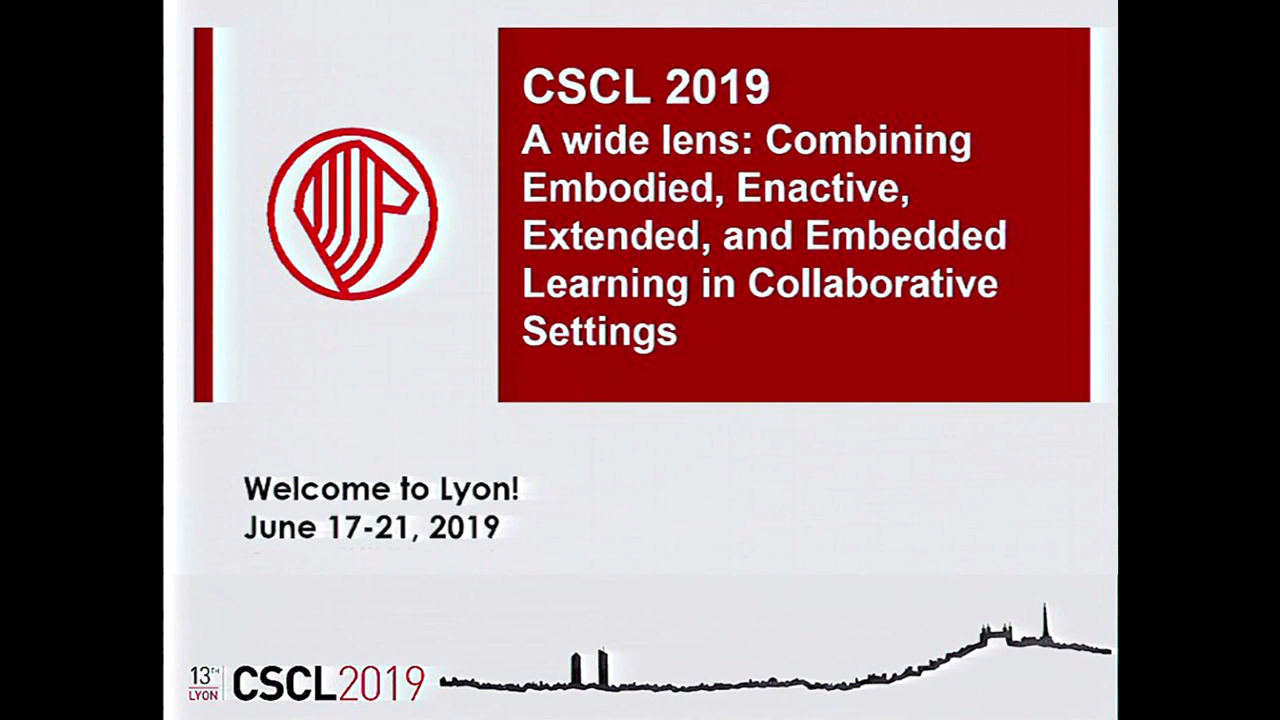 CSCL 2019
A wide lens: Combining
Embodied, Enactive,
Extended, and Embedded
Learning in Collaborative
Settings
Welcome to Lyon!
June 17-21, 2019
13TH
LYON
CSCL2019